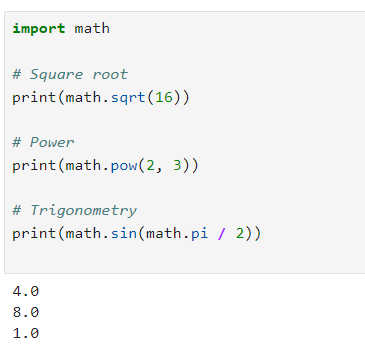 import math
# Square root
print(math.sqrt(16))
# Power
print(math.pow(2, 3))
# Trigonometry
print(math.sin(math.pi / 2))
4.0
8.0
1.0